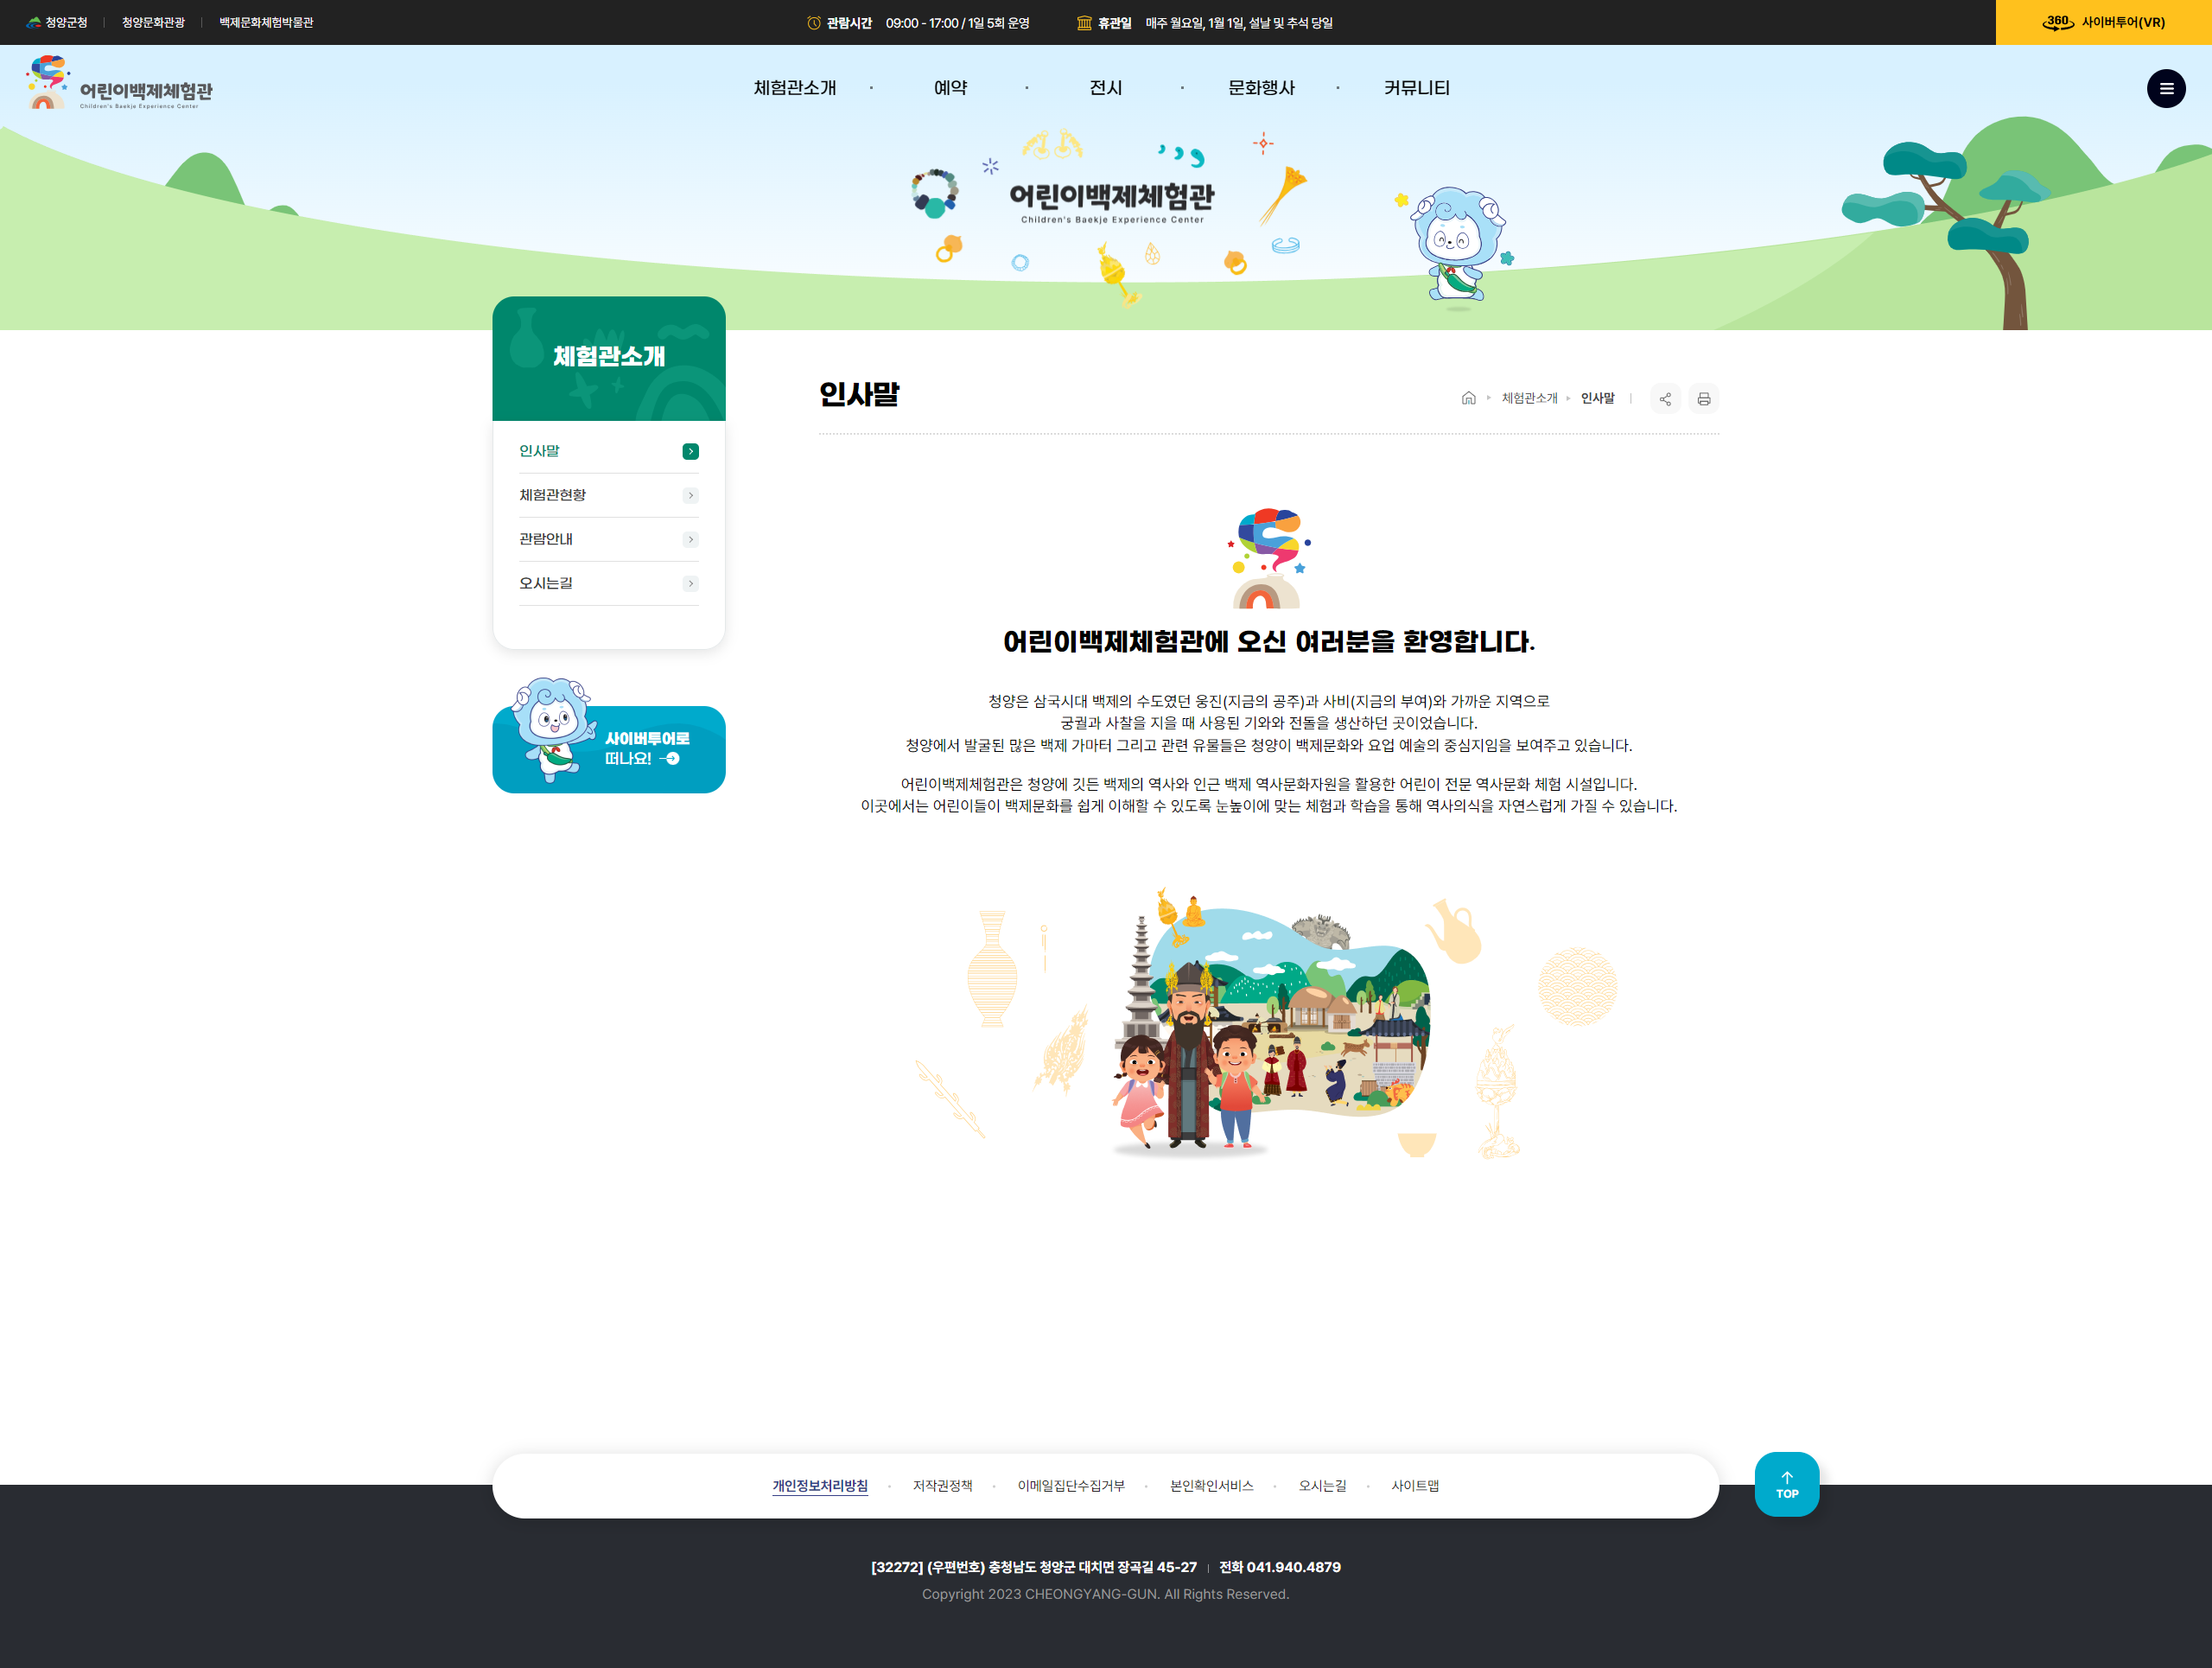 청양군청
청양문화관광
백제문화체험박물관
관람시간 09:00 - 17:00 / 1일 5회 운영
휴관일 매주 월요일, 1월 1일, 설날 및 추석 당일
360 사이버투어(VR)
어린이백제체험관
Children's Baekje Experience Center
체험관소개
예약
전시
문화행사
커뮤니티
어린이백제체험관
Children's Baekje Experience Center
체험관소개
인사말
체험관현황
관람안내
오시는길
사이버투어로
떠나요!
인사말
체험관소개
인사말
어린이백제체험관에 오신 여러분을 환영합니다.
청양은 삼국시대 백제의 수도였던 웅진(지금의 공주)과 사비(지금의 부여)와 가까운 지역으로
궁궐과 사찰을 지을 때 사용된 기와와 전돌을 생산하던 곳이었습니다.
청양에서 발굴된 많은 백제 가마터 그리고 관련 유물들은 청양이 백제문화와 요업 예술의 중심지임을 보여주고 있습니다.
어린이백제체험관은 청양에 깃든 백제의 역사와 인근 백제 역사문화자원을 활용한 어린이 전문 역사문화 체험 시설입니다.
이곳에서는 어린이들이 백제문화를 쉽게 이해할 수 있도록 눈높이에 맞는 체험과 학습을 통해 역사의식을 자연스럽게 가질 수 있습니다.
개인정보처리방침
저작권정책
이메일집단수집거부
본인확인서비스
오시는길
사이트맵
TOP
[32272] (우편번호) 충청남도 청양군 대치면 장곡길 45-27
전화 041.940.4879
Copyright 2023 CHEONGYANG-GUN. All Rights Reserved.